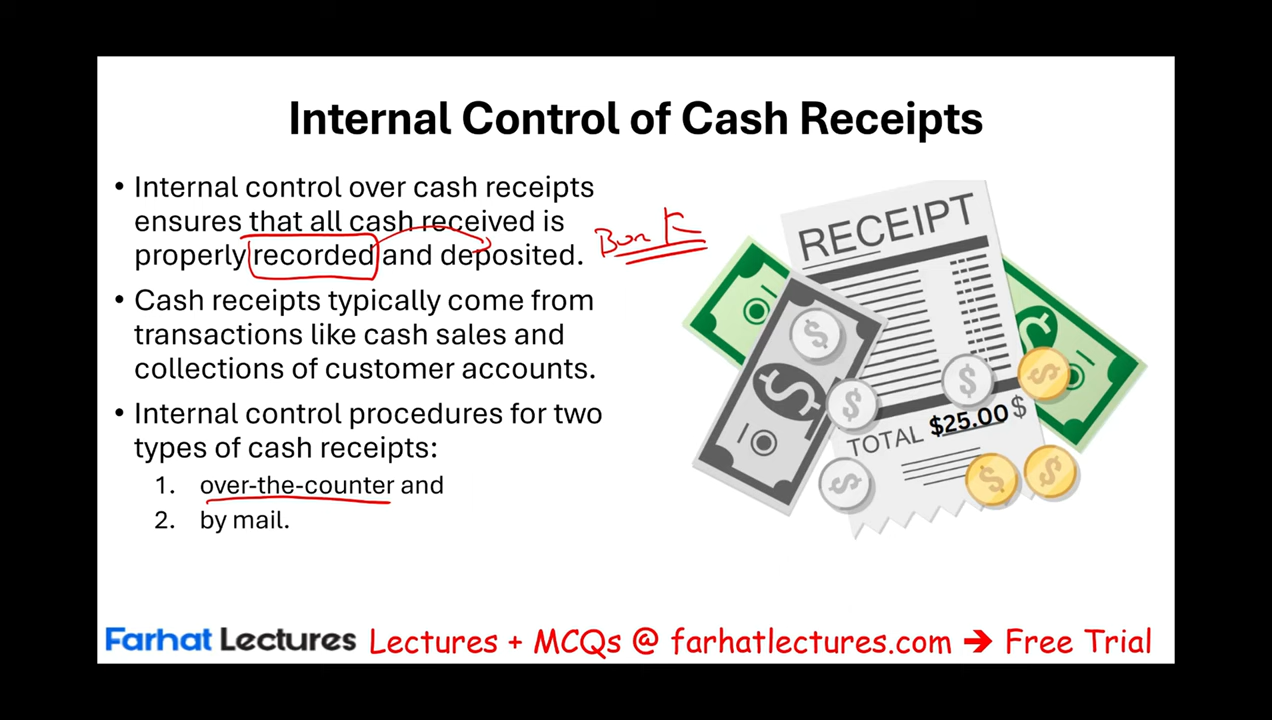 Internal Control of Cash Receipts
• Internal control over cash receipts
ensures that all cash received is
properly recorded and deposited.
Bank
• Cash receipts typically come from
transactions like cash sales and
collections of customer accounts.
• Internal control procedures for two
types of cash receipts:
1. over-the-counter and
2. by mail.
RECEIPT
TOTAL $25.00 $
Farhat Lectures Lectures + MCQs @ farhatlectures.com → Free Trial